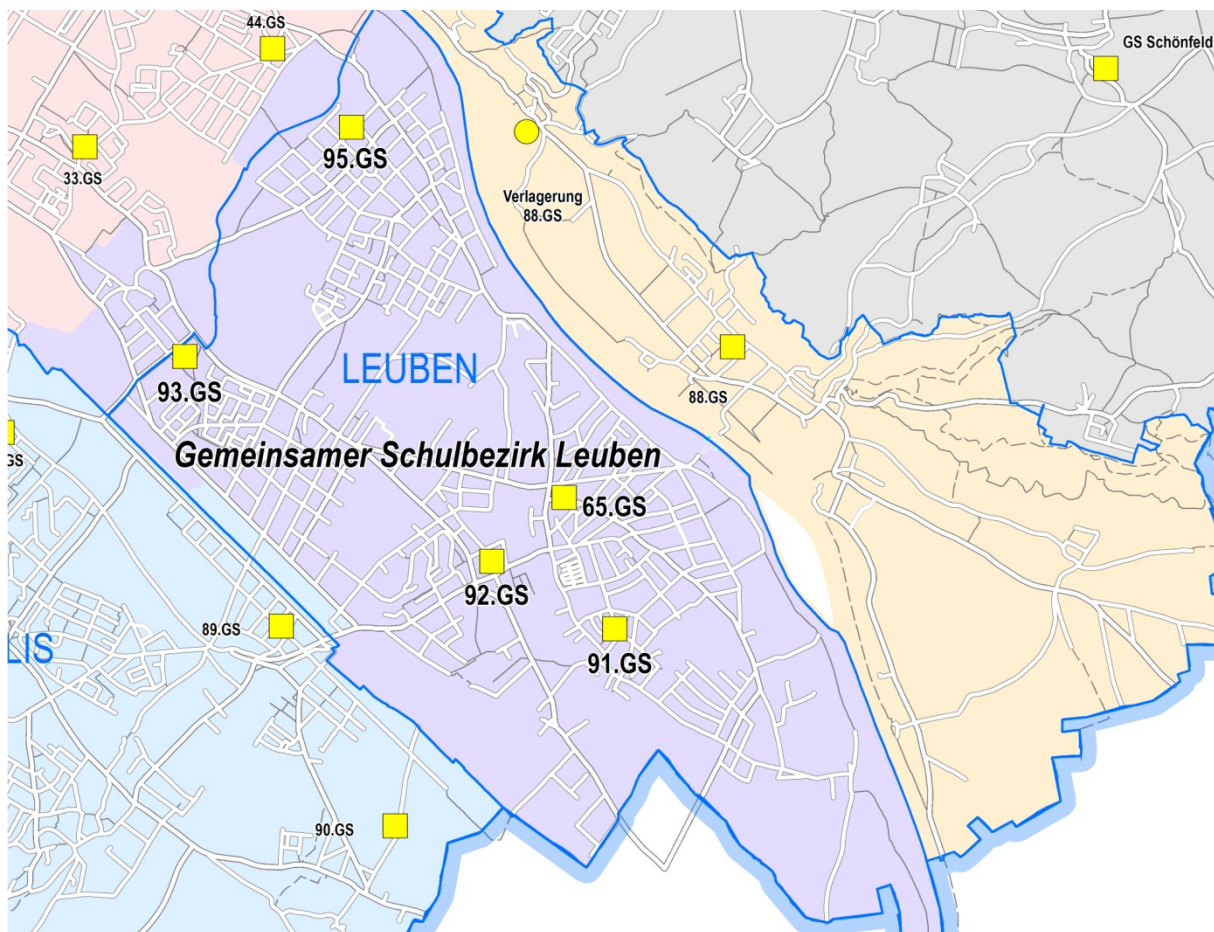 44.GS
GS Schönfeld
33.GS
95.GS
Verlagerung
88.GS
93.GS
LEUBEN
88.GS
GS
Gemeinsamer Schulbezirk Leuben
65.GS
92.GS
89.GS
LIS
91.GS
90.GS